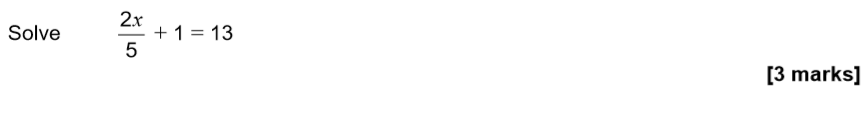 Solve 2x/5 + 1 = 13
[3 marks]